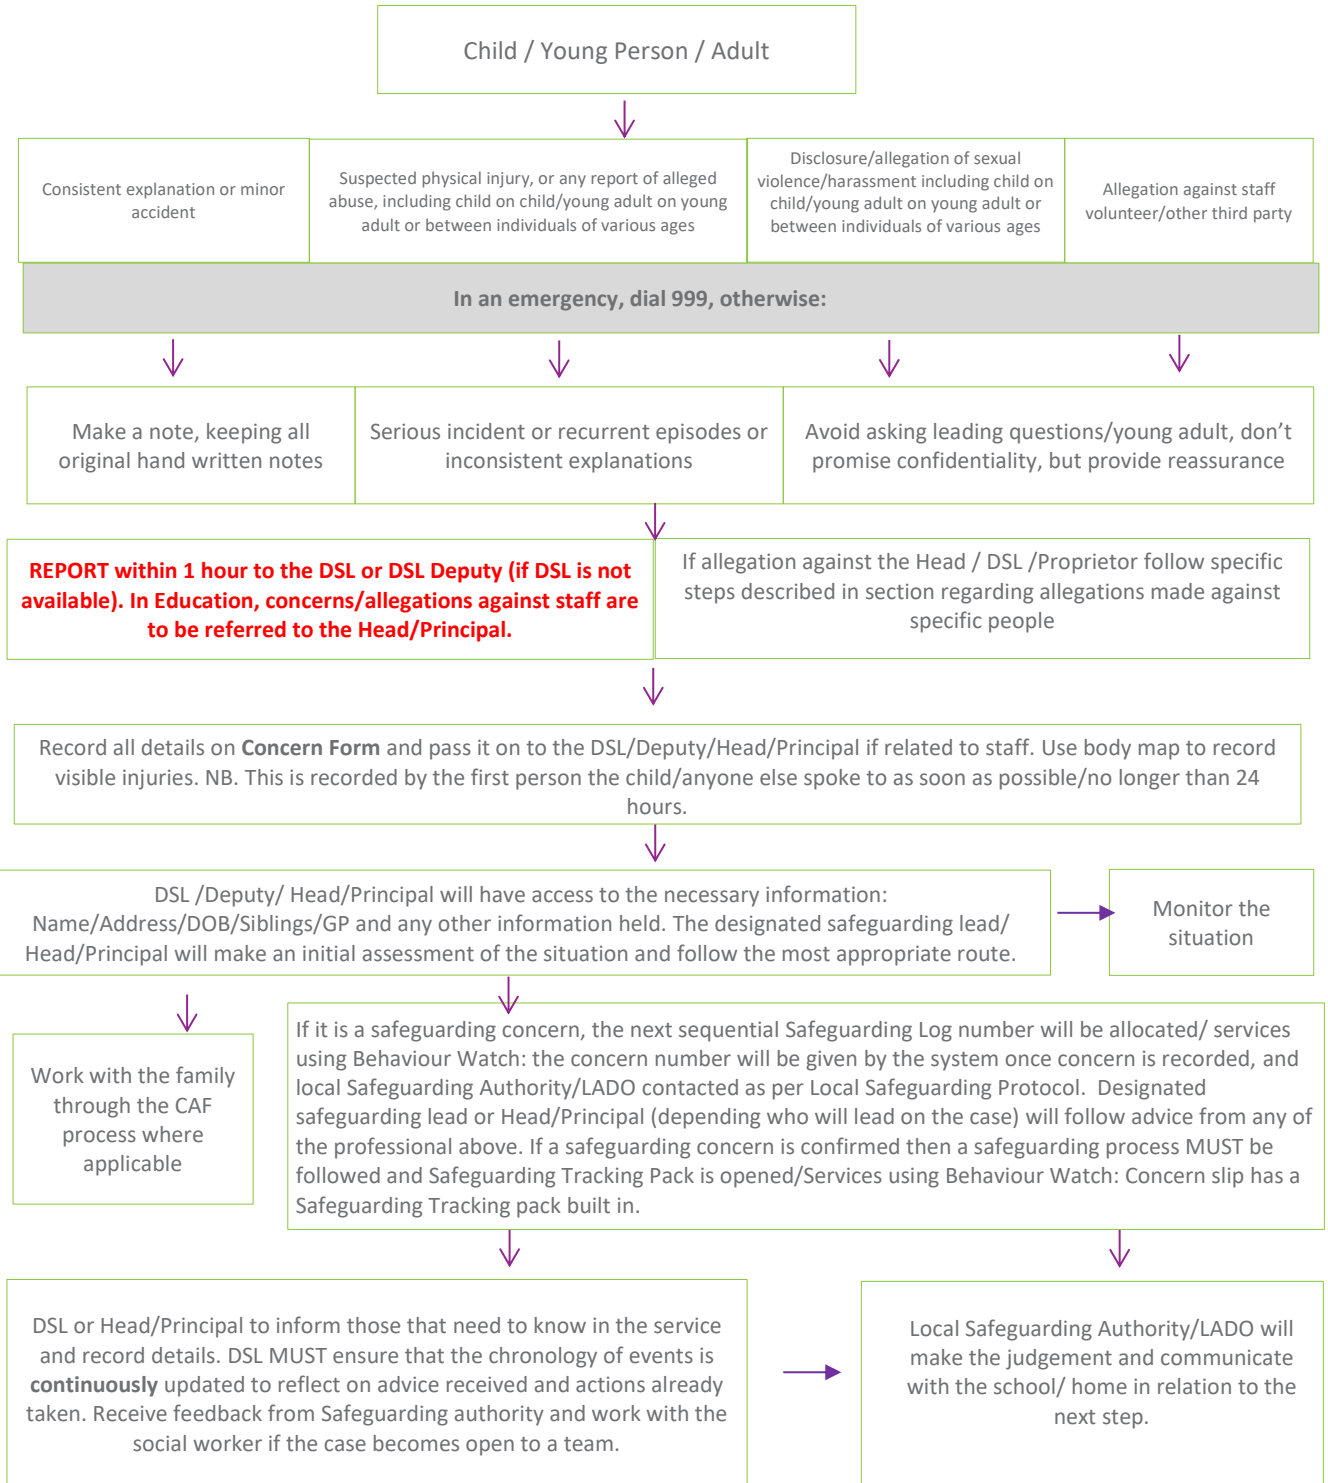 Child / Young Person / Adult
Consistent explanation or minor
accident
Suspected physical injury, or any report of alleged
abuse, including child on child/young adult on young
adult or between individuals of various ages
Disclosure/allegation of sexual
violence/harassment including child on
child/young adult on young adult or
between individuals of various ages
Allegation against staff
volunteer/other third party
In an emergency, dial 999, otherwise:
Make a note, keeping all
original hand written notes
Serious incident or recurrent episodes or
inconsistent explanations
Avoid asking leading questions/young adult, don’t
promise confidentiality, but provide reassurance
REPORT within 1 hour to the DSL or DSL Deputy (if DSL is not
available). In Education, concerns/allegations against staff are
to be referred to the Head/Principal.
If allegation against the Head / DSL /Proprietor follow specific
steps described in section regarding allegations made against
specific people
Record all details on Concern Form and pass it on to the DSL/Deputy/Head/Principal if related to staff. Use body map to record
visible injuries. NB. This is recorded by the first person the child/anyone else spoke to as soon as possible/no longer than 24
hours.
DSL /Deputy/ Head/Principal will have access to the necessary information:
Name/Address/DOB/Siblings/GP and any other information held. The designated safeguarding lead/
Head/Principal will make an initial assessment of the situation and follow the most appropriate route.
Monitor the
situation
Work with the family
through the CAF
process where
applicable
If it is a safeguarding concern, the next sequential Safeguarding Log number will be allocated/ services
using Behaviour Watch: the concern number will be given by the system once concern is recorded, and
local Safeguarding Authority/LADO contacted as per Local Safeguarding Protocol. Designated
safeguarding lead or Head/Principal (depending who will lead on the case) will follow advice from any of
the professional above. If a safeguarding concern is confirmed then a safeguarding process MUST be
followed and Safeguarding Tracking Pack is opened/Services using Behaviour Watch: Concern slip has a
Safeguarding Tracking pack built in.
DSL or Head/Principal to inform those that need to know in the service
and record details. DSL MUST ensure that the chronology of events is
continuously updated to reflect on advice received and actions already
taken. Receive feedback from Safeguarding authority and work with the
social worker if the case becomes open to a team.
Local Safeguarding Authority/LADO will
make the judgement and communicate
with the school/ home in relation to the
next step.